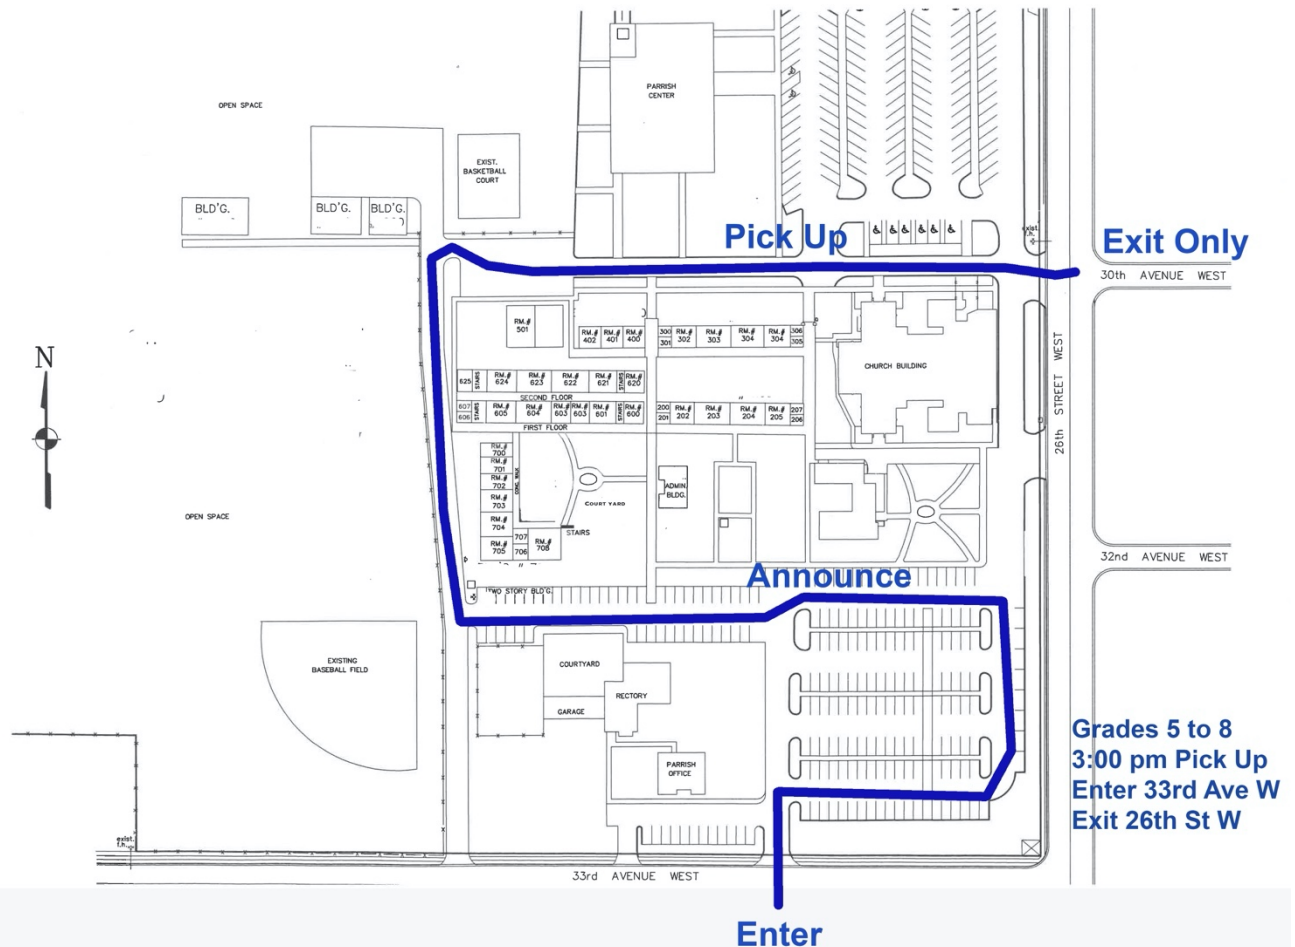 OPEN SPACE
PARRISH
CENTER
EXIST.
BASKETBALL
COURT
BLD'G.
BLD'G.
BLD'G.
Pick Up
exist.
f.h.
Exit Only
30th AVENUE WEST
N
RM.#
501
RM.#
402
RM.#
401
RM.#
400
300
301
RM.#
302
RM.#
303
RM.#
304
RM.#
304
306
305
CHURCH BUILDING
26th STREET WEST
625
STAIRS
RM.#
624
RM.#
623
RM.#
622
RM.#
621
STAIRS
RM.#
620
SECOND FLOOR
607
606
STAIRS
RM.#
605
RM.#
604
RM.#
603
RM.#
603
RM.#
601
STAIRS
RM.#
600
200
201
RM.#
202
RM.#
203
RM.#
204
RM.#
205
207
206
FIRST FLOOR
RM.#
700
RM.#
701
RM.#
702
RM.#
703
RM.#
704
RM.#
705
CONC. WALK
707
706
RM.#
708
COURT YARD
STAIRS
ADMIN.
BLDG.
OPEN SPACE
32nd AVENUE WEST
Announce
TWO STORY BLD'G.
EXISTING
BASEBALL FIELD
COURTYARD
RECTORY
GARAGE
PARRISH
OFFICE
Grades 5 to 8
3:00 pm Pick Up
Enter 33rd Ave W
Exit 26th St W
exist.
f.h.
33rd AVENUE WEST
Enter